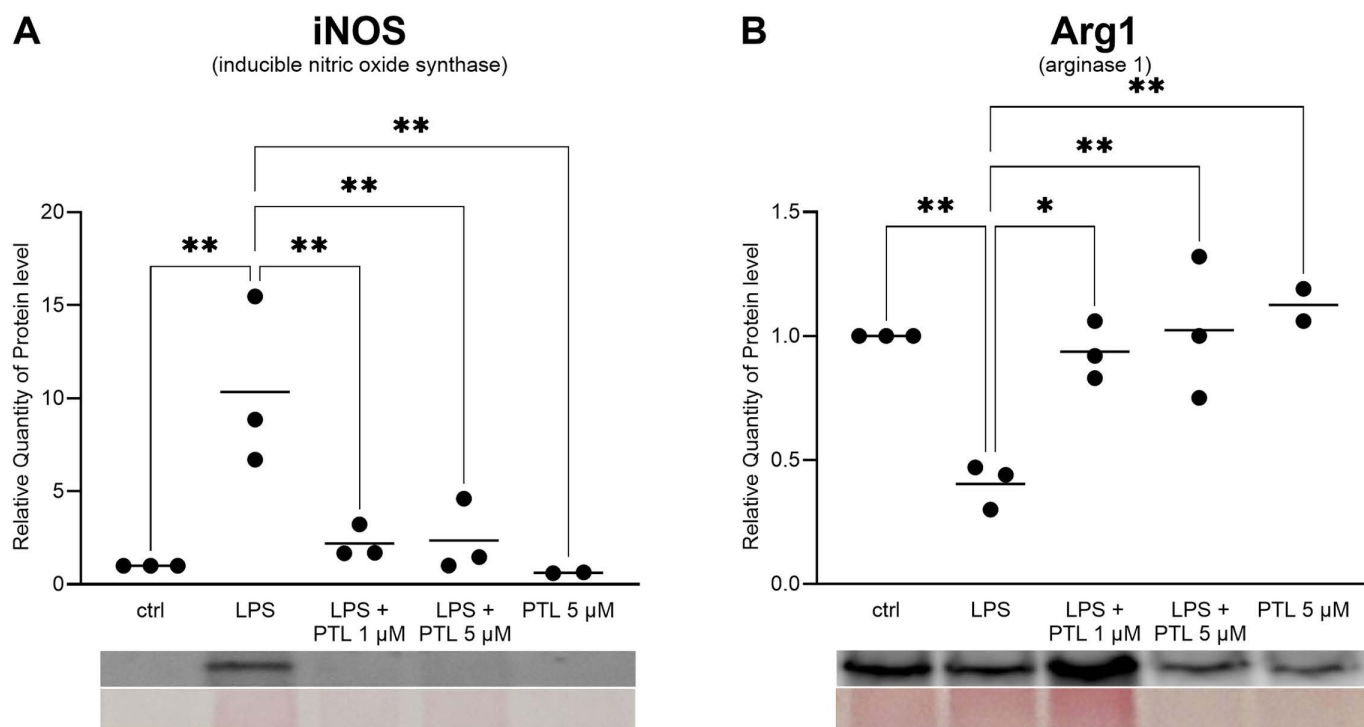 A
iNOS
(inducible nitric oxide synthase)
**
**
**
**
Relative Quantity of Protein level
20
15
10
5
0
ctrl
LPS
LPS +
PTL 1 µM
LPS +
PTL 5 µM
PTL 5 µM
B
Arg1
(arginase 1)
**
**
**
*
Relative Quantity of Protein level
1.5
1.0
0.5
0.0
ctrl
LPS
LPS +
PTL 1 µM
LPS +
PTL 5 µM
PTL 5 µM